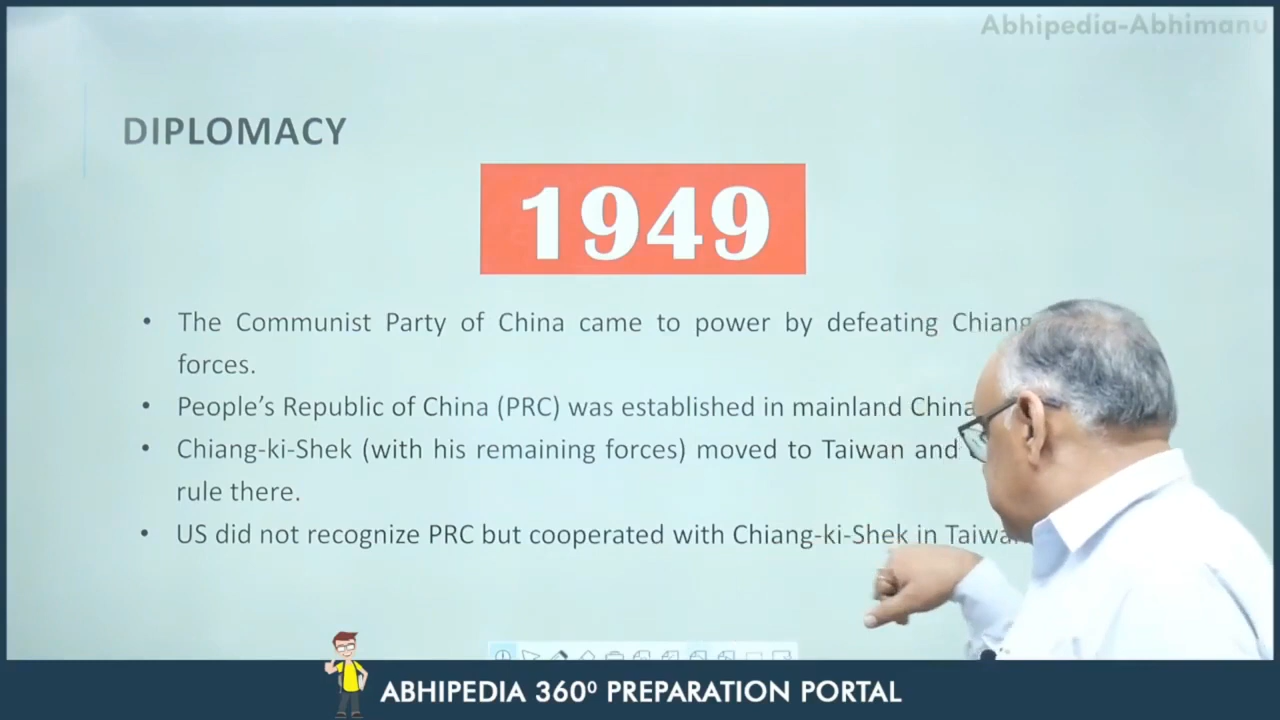 Abhipedia-Abhimanu
DIPLOMACY
1949
• The Communist Party of China came to power by defeating Chiang
forces.
• People's Republic of China (PRC) was established in mainland China
• Chiang-ki-Shek (with his remaining forces) moved to Taiwan and
rule there.
• US did not recognize PRC but cooperated with Chiang-ki-Shek in Taiwan
ABHIPEDIA 360⁰ PREPARATION PORTAL